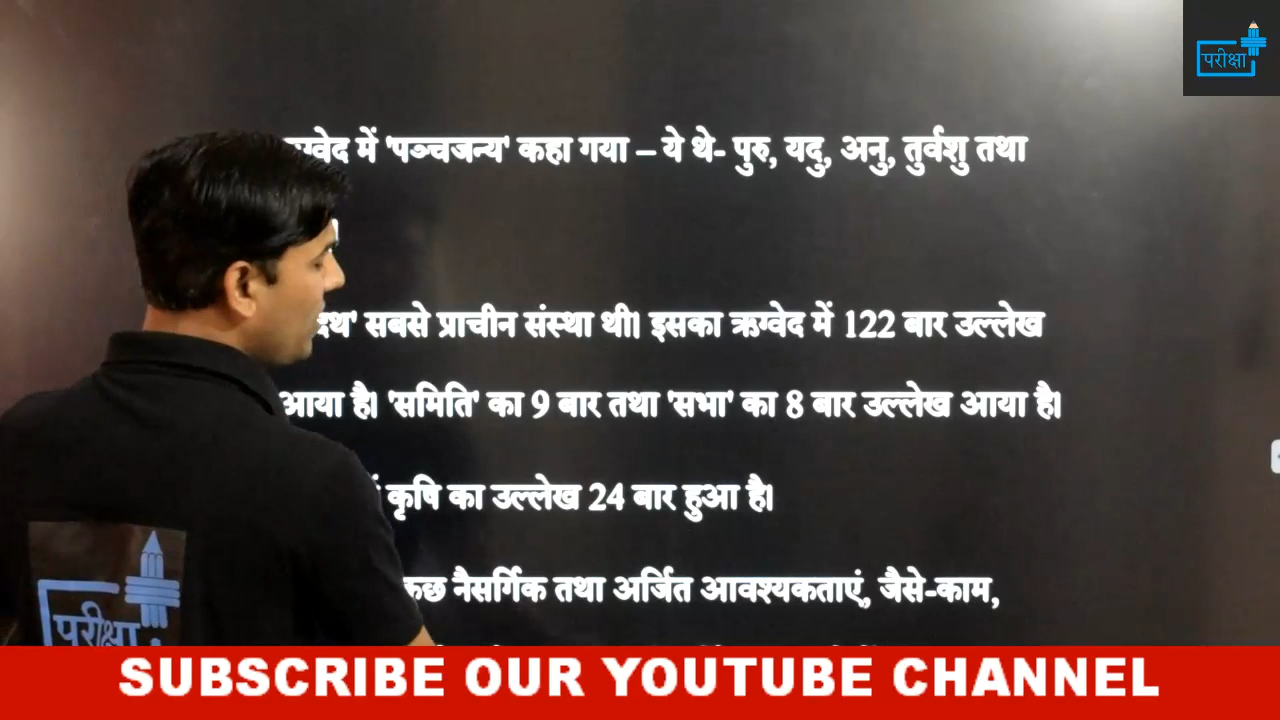 परीक्षा
में 'पञ्चजन्य' कहा गया – ये थे- पुरु, यदु, अनु, तुर्वशु तथा
सबसे प्राचीन संस्था थी। इसका ऋग्वेद में 122 बार उल्लेख
आया है। 'समिति' का 9 बार तथा 'सभा' का 8 बार उल्लेख आया है।
कृषि का उल्लेख 24 बार हुआ है।
नैसर्गिक तथा अर्जित आवश्यकताएं, जैसे-काम,
परीक्षा
SUBSCRIBE OUR YOUTUBE CHANNEL